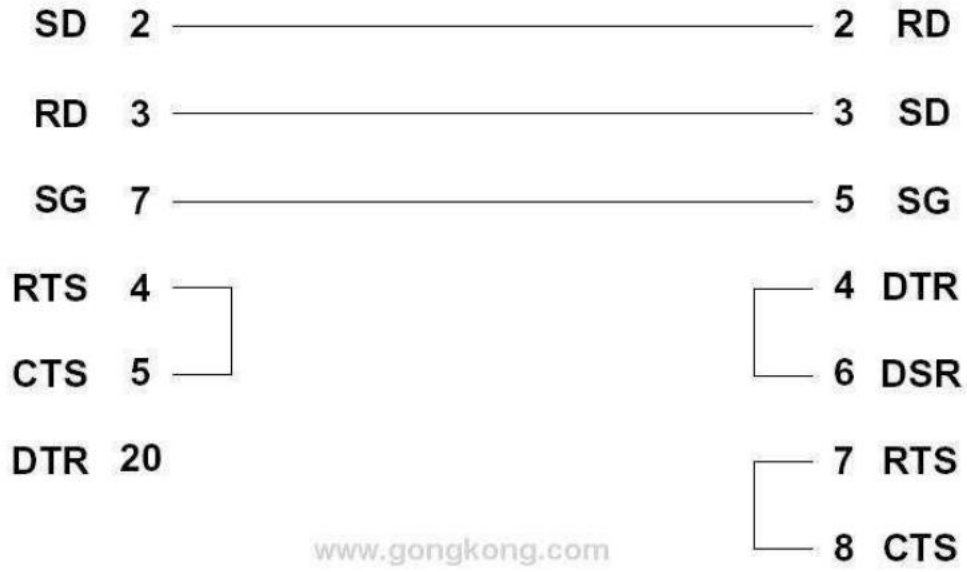 SD 2 2 RD
RD 3 3 SD
SG 7 5 SG
RTS 4 4 DTR
CTS 5 6 DSR
DTR 20 7 RTS
www.gongkong.com 8 CTS